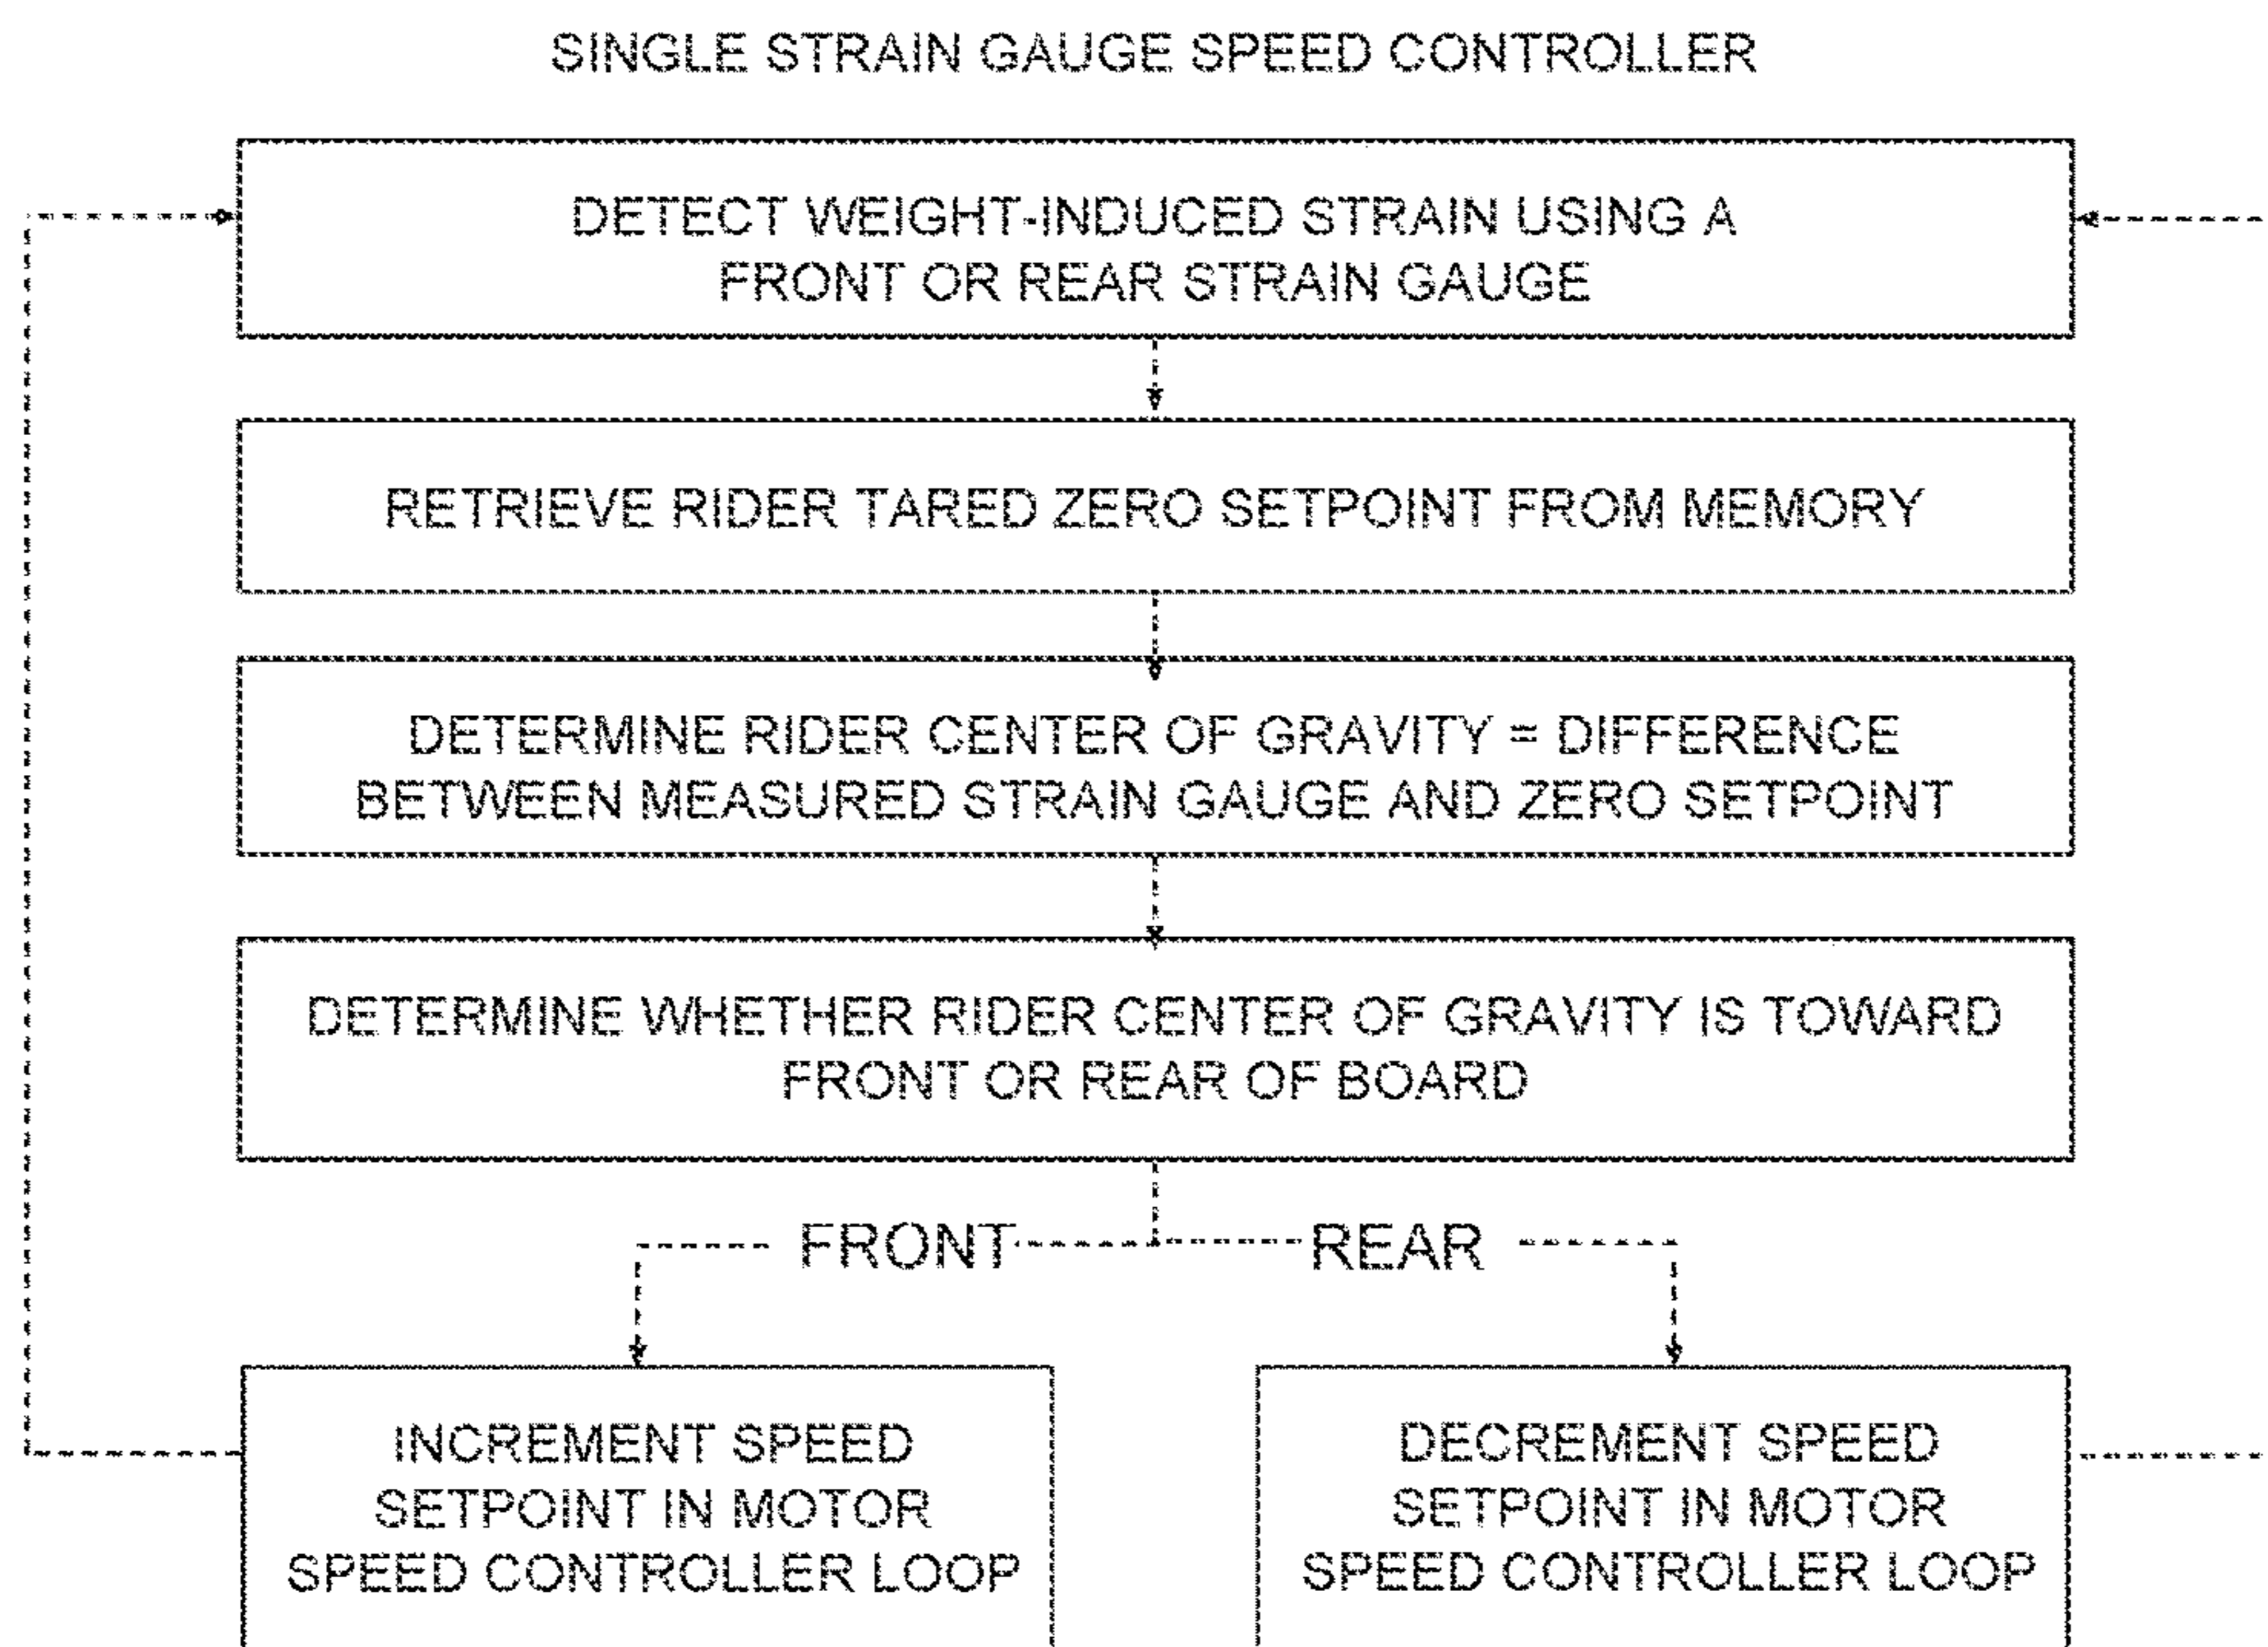 SINGLE STRAIN GAUGE SPEED CONTROLLER
DETECT WEIGHT-INDUCED STRAIN USING A
FRONT OR REAR STRAIN GAUGE
RETRIEVE RIDER TARED ZERO SETPOINT FROM MEMORY
DETERMINE RIDER CENTER OF GRAVITY = DIFFERENCE
BETWEEN MEASURED STRAIN GAUGE AND ZERO SETPOINT
DETERMINE WHETHER RIDER CENTER OF GRAVITY IS TOWARD
FRONT OR REAR OF BOARD
FRONT
REAR
INCREMENT SPEED
SETPOINT IN MOTOR
SPEED CONTROLLER LOOP
DECREMENT SPEED
SETPOINT IN MOTOR
SPEED CONTROLLER LOOP